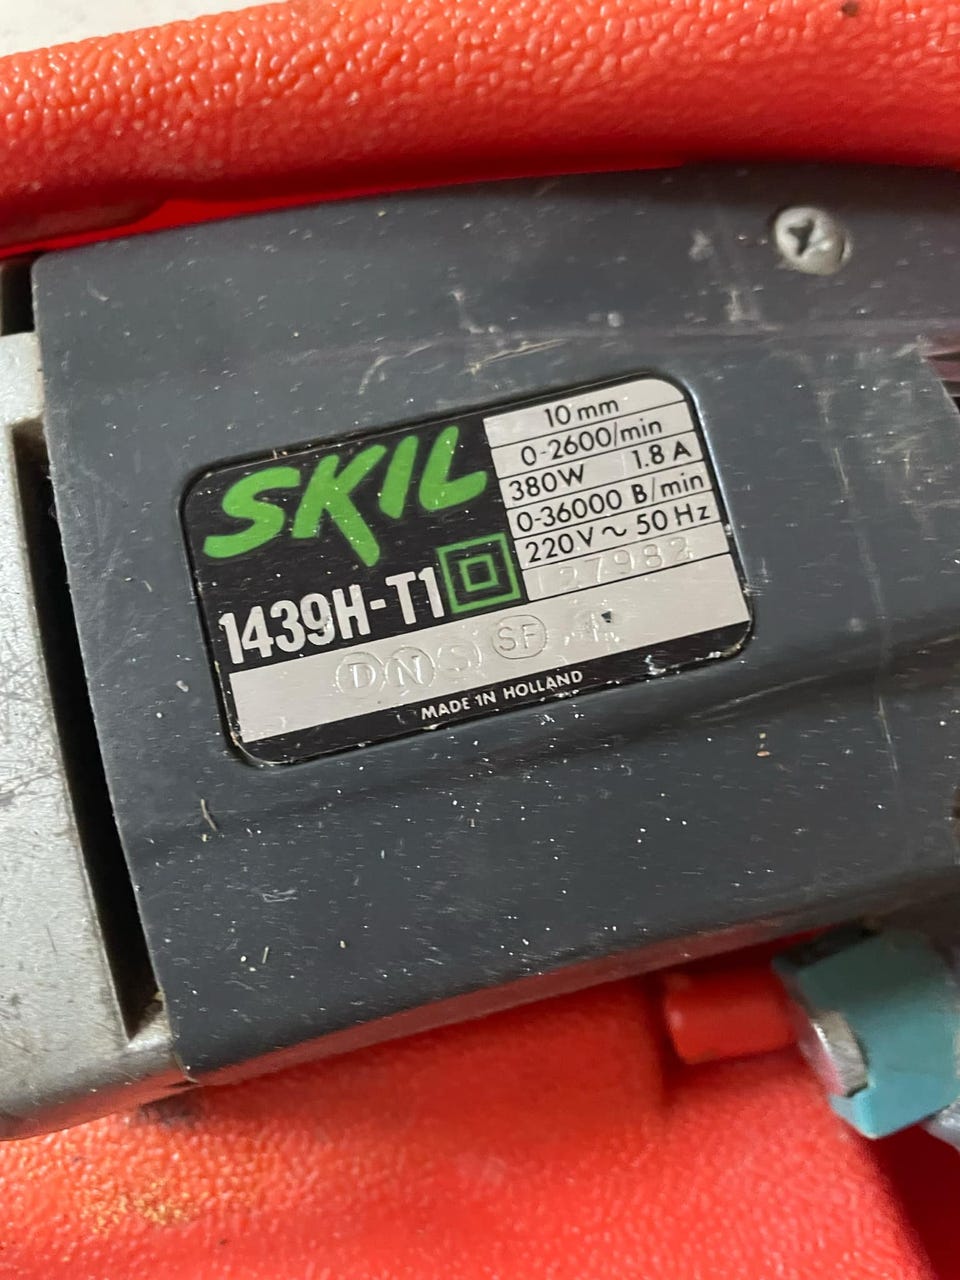 SKIL
1439H-T1
10 mm
0-2600/min
380W 1.8 A
0-36000 B/min
220V ~ 50 Hz
27982
D N S SF
MADE IN HOLLAND